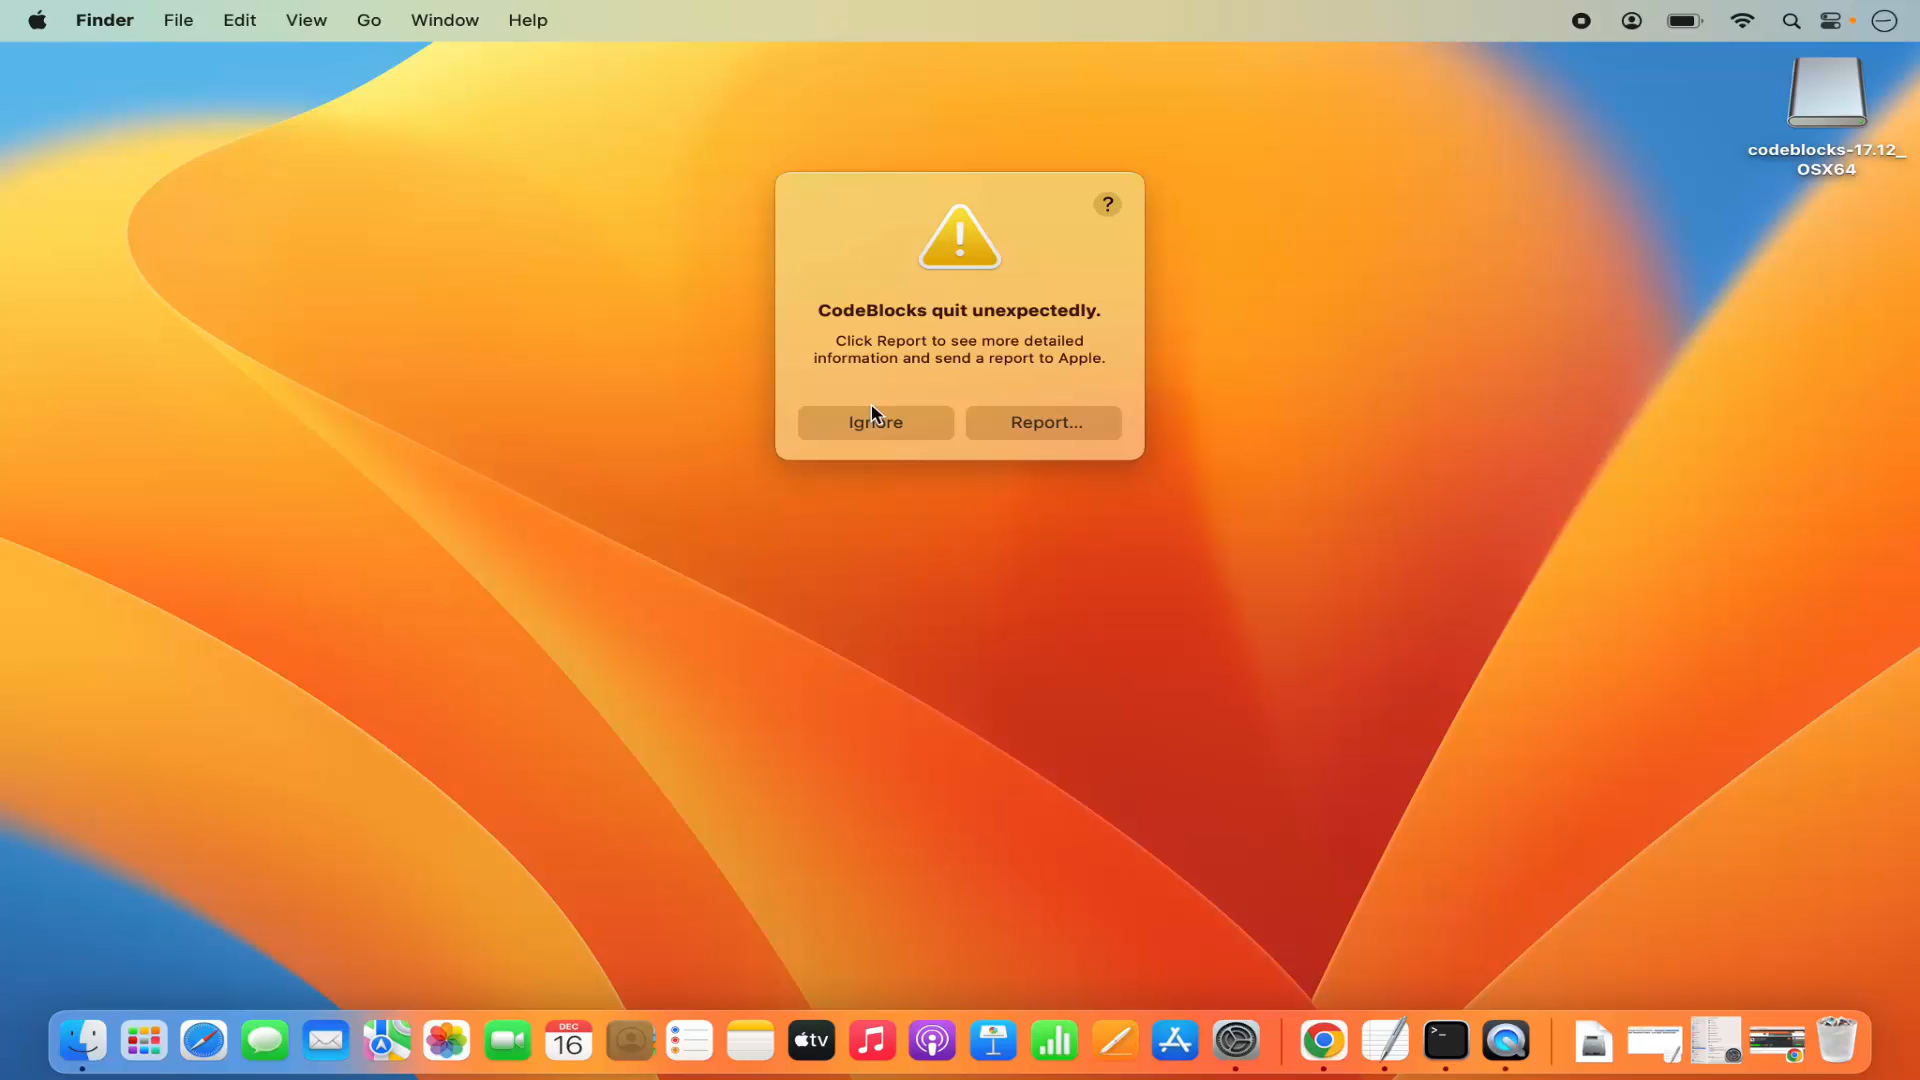 Finder File Edit View Go Window Help
codeblocks-17.12_
OSX64
?
CodeBlocks quit unexpectedly.
Click Report to see more detailed
information and send a report to Apple.
Ignore Report...
DEC
16
tv
>_